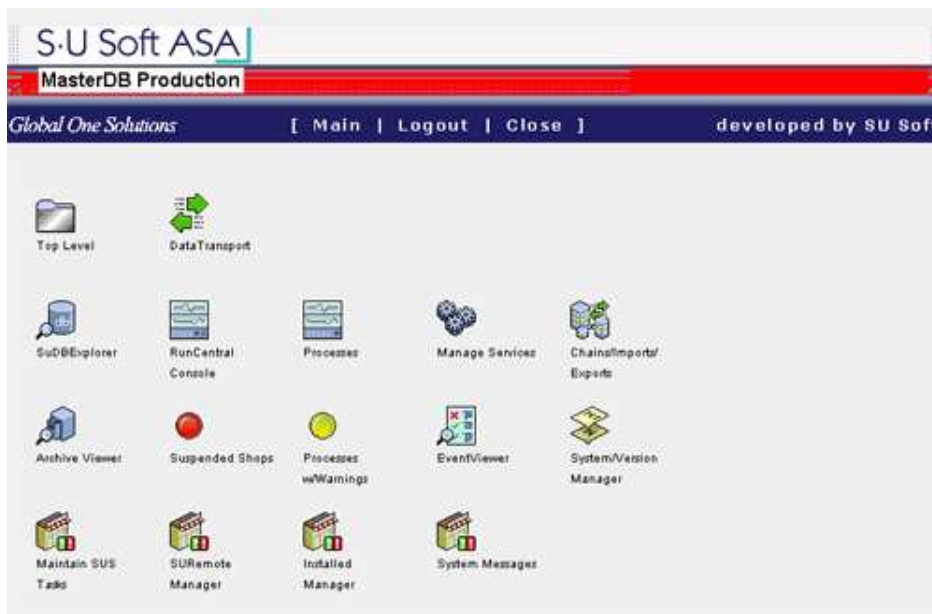 S·U Soft ASA
MasterDB Production
Global One Solutions [ Main | Logout | Close ] developed by SU Sof
Top Level DataTransport
SuDBExplorer RunCentral Processes Manage Services Chains/Imports/
Console Exports
Archive Viewer Suspended Shops Processes EventViewer System/Version
w/Warnings Manager
Maintain SUS SURemote Installed System Messages
Tasks Manager Manager